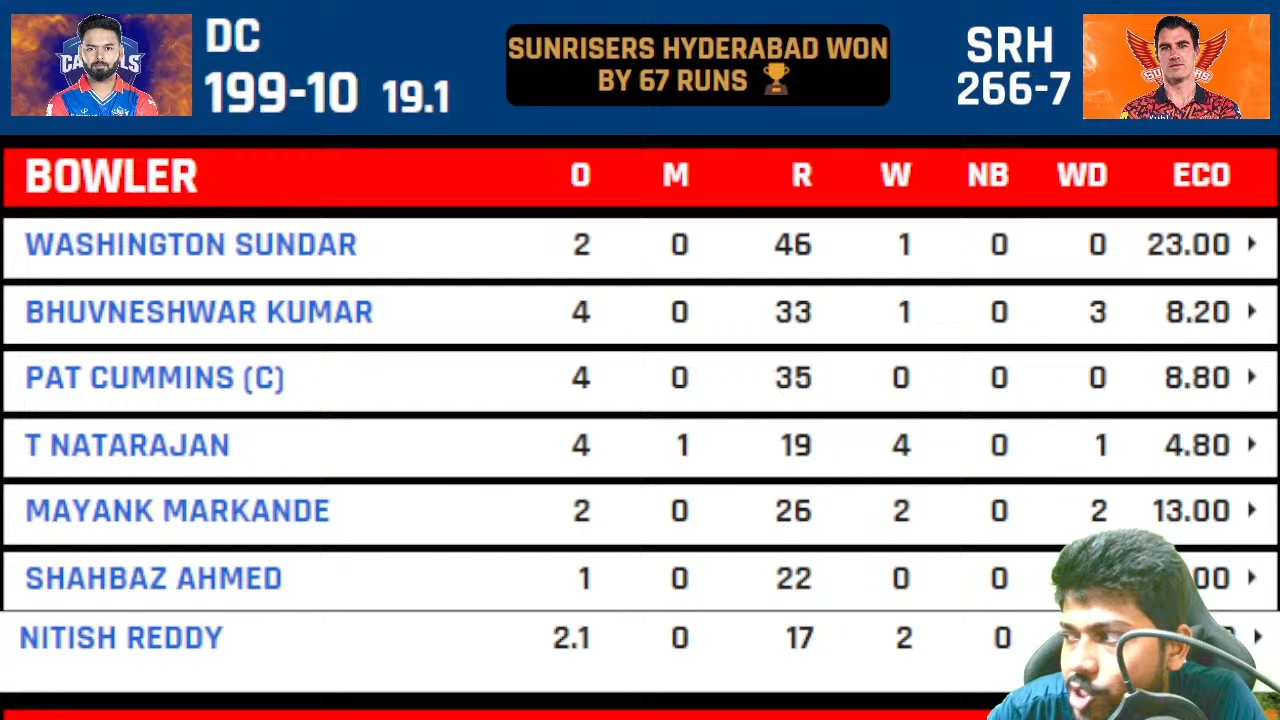 DC
199-10 19.1
SUNRISERS HYDERABAD WON
BY 67 RUNS 🏆
SRH
266-7
BOWLER O M R W NB WD ECO
WASHINGTON SUNDAR 2 0 46 1 0 0 23.00
BHUVNESHWAR KUMAR 4 0 33 1 0 3 8.20
PAT CUMMINS (C) 4 0 35 0 0 0 8.80
T NATARAJAN 4 1 19 4 0 1 4.80
MAYANK MARKANDE 2 0 26 2 0 2 13.00
SHAHBAZ AHMED 1 0 22 0 0 .00
NITISH REDDY 2.1 0 17 2 0